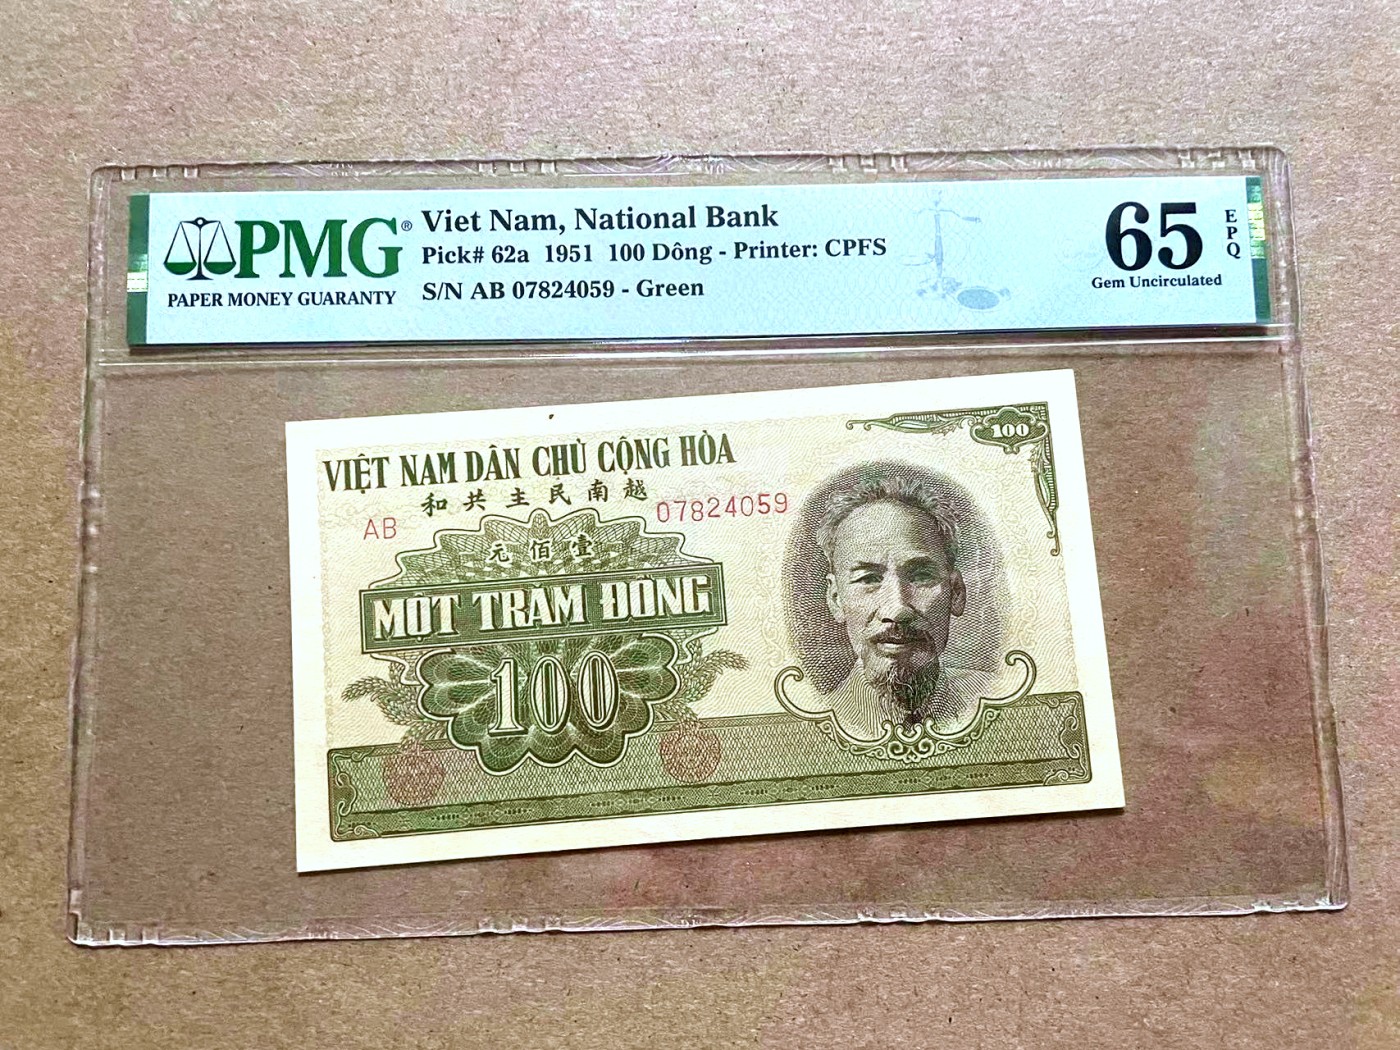 PMG®
PAPER MONEY GUARANTY
Viet Nam, National Bank
Pick# 62a 1951 100 Dông - Printer: CPFS
S/N AB 07824059 - Green
65
EPQ
Gem Uncirculated
VIỆT NAM DÂN CHỦ CỘNG HÒA
和共主民南越
AB
07824059
元佰壹
MỘT TRĂM ĐỒNG
100
100